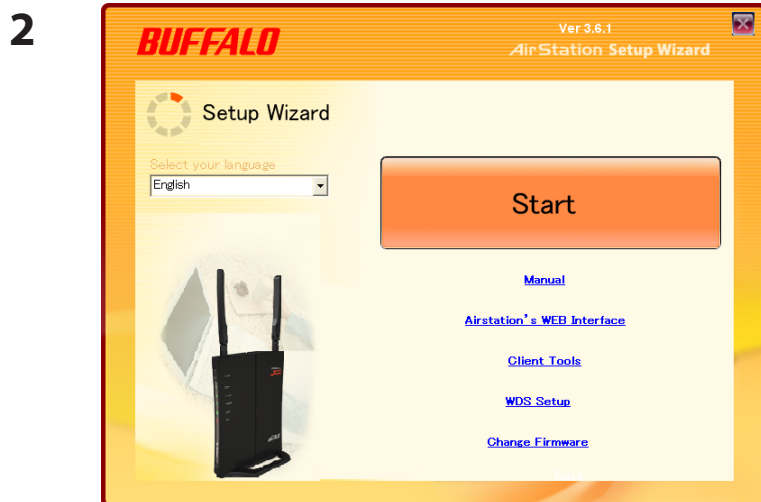 2
BUFFALO
Ver 3.6.1
AirStation Setup Wizard
Setup Wizard
Select your language
English
Start
Manual
Airstation's WEB Interface
Client Tools
WDS Setup
Change Firmware